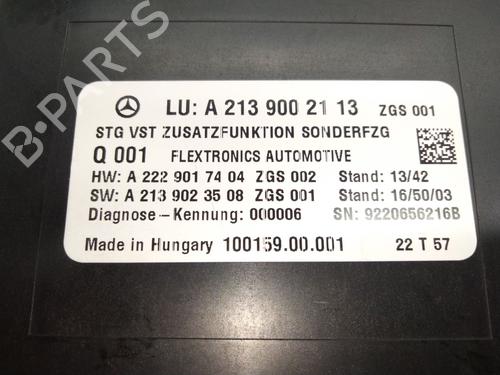 B-PARTS
LU: A 213 900 21 13 ZGS 001
STG VST ZUSATZFUNKTION SONDERFZG
Q 001 FLEXTRONICS AUTOMOTIVE
HW: A 222 901 74 04 ZGS 002 Stand: 13/42
SW: A 213 902 35 08 ZGS 001 Stand: 16/50/03
Diagnose-Kennung: 000006 SN: 9220656216B
Made in Hungary 100159.00.001 22 T 57